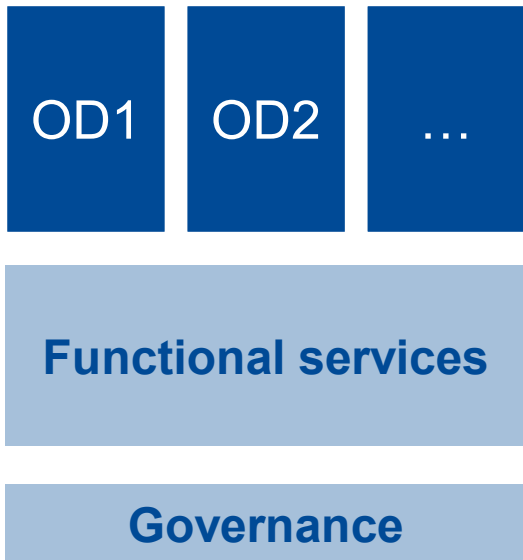 OD1 OD2 …
Functional services
Governance